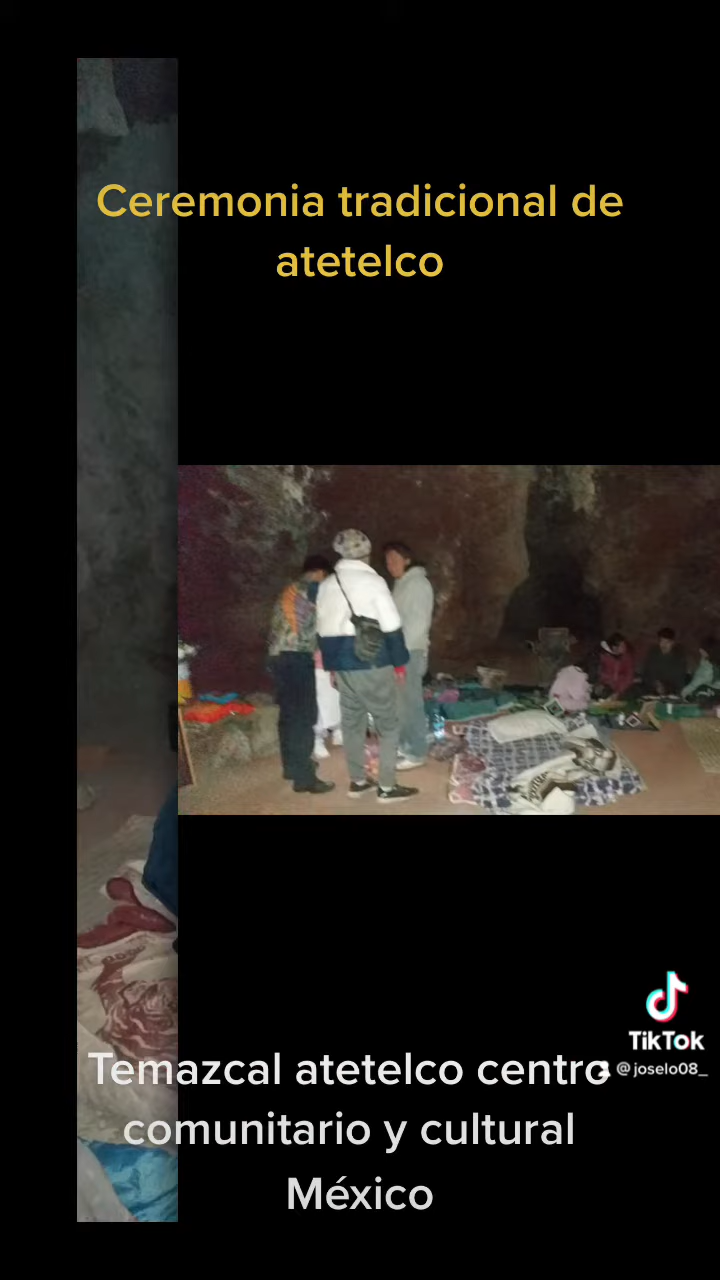 Ceremonia tradicional de
atetelco
TikTok
Temazcal atetelco centro
@joselo08_
comunitario y cultural
México